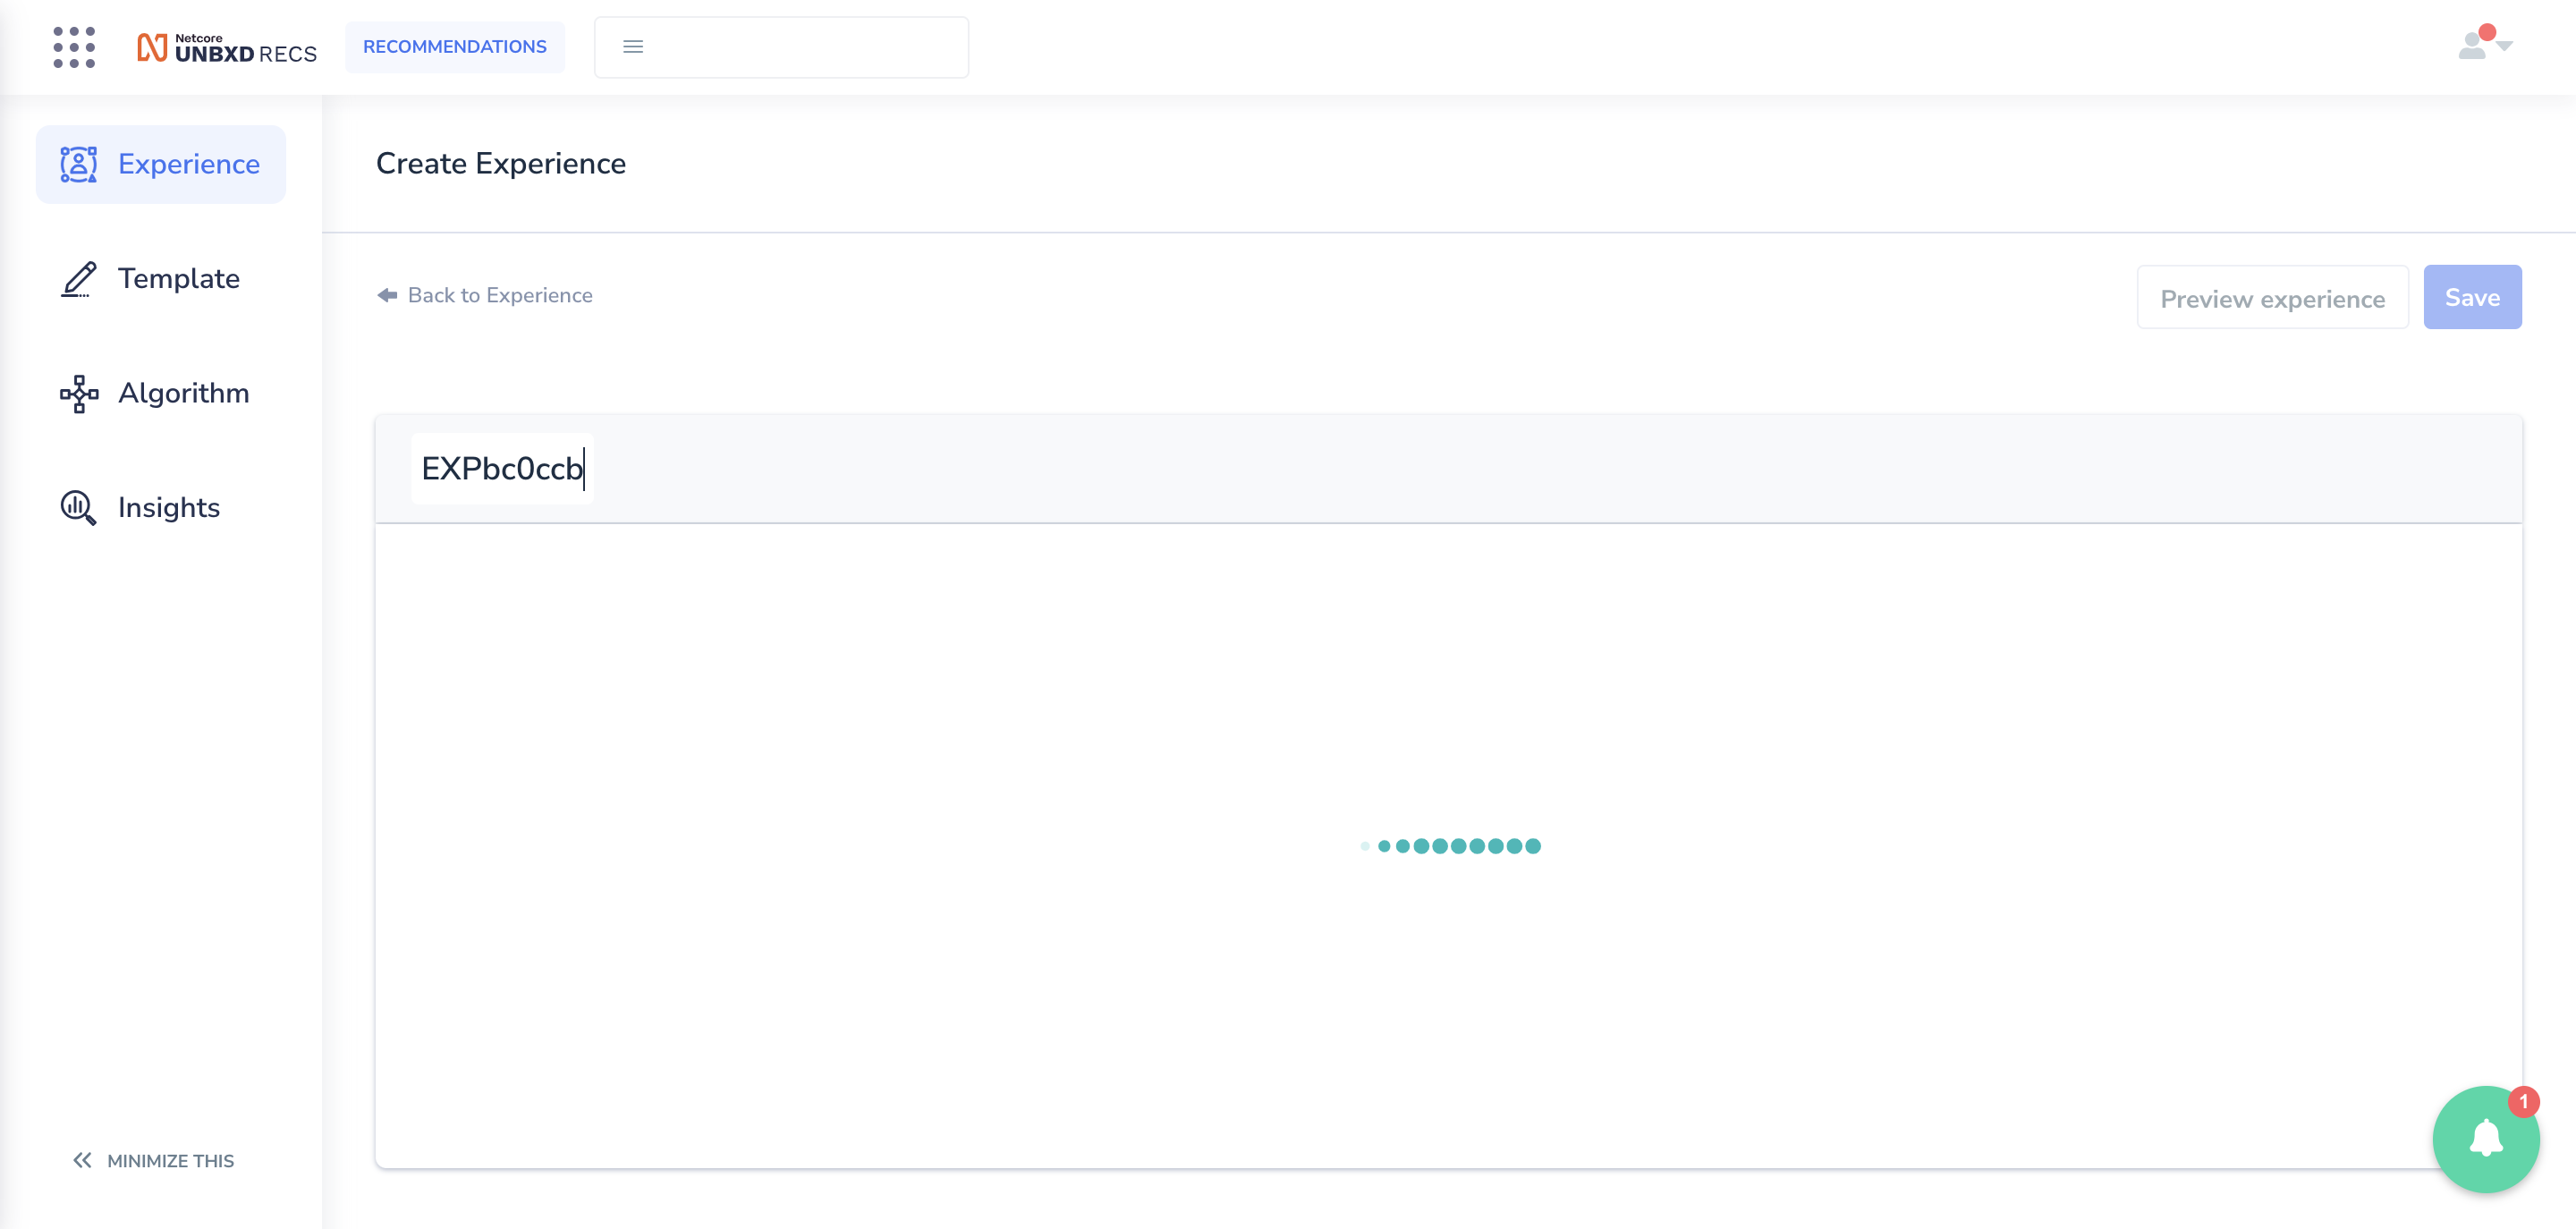 Netcore
UNBXD RECS
RECOMMENDATIONS
Experience
Template
Algorithm
Insights
MINIMIZE THIS
Create Experience
Back to Experience
Preview experience
Save
EXPbc0ccb
1